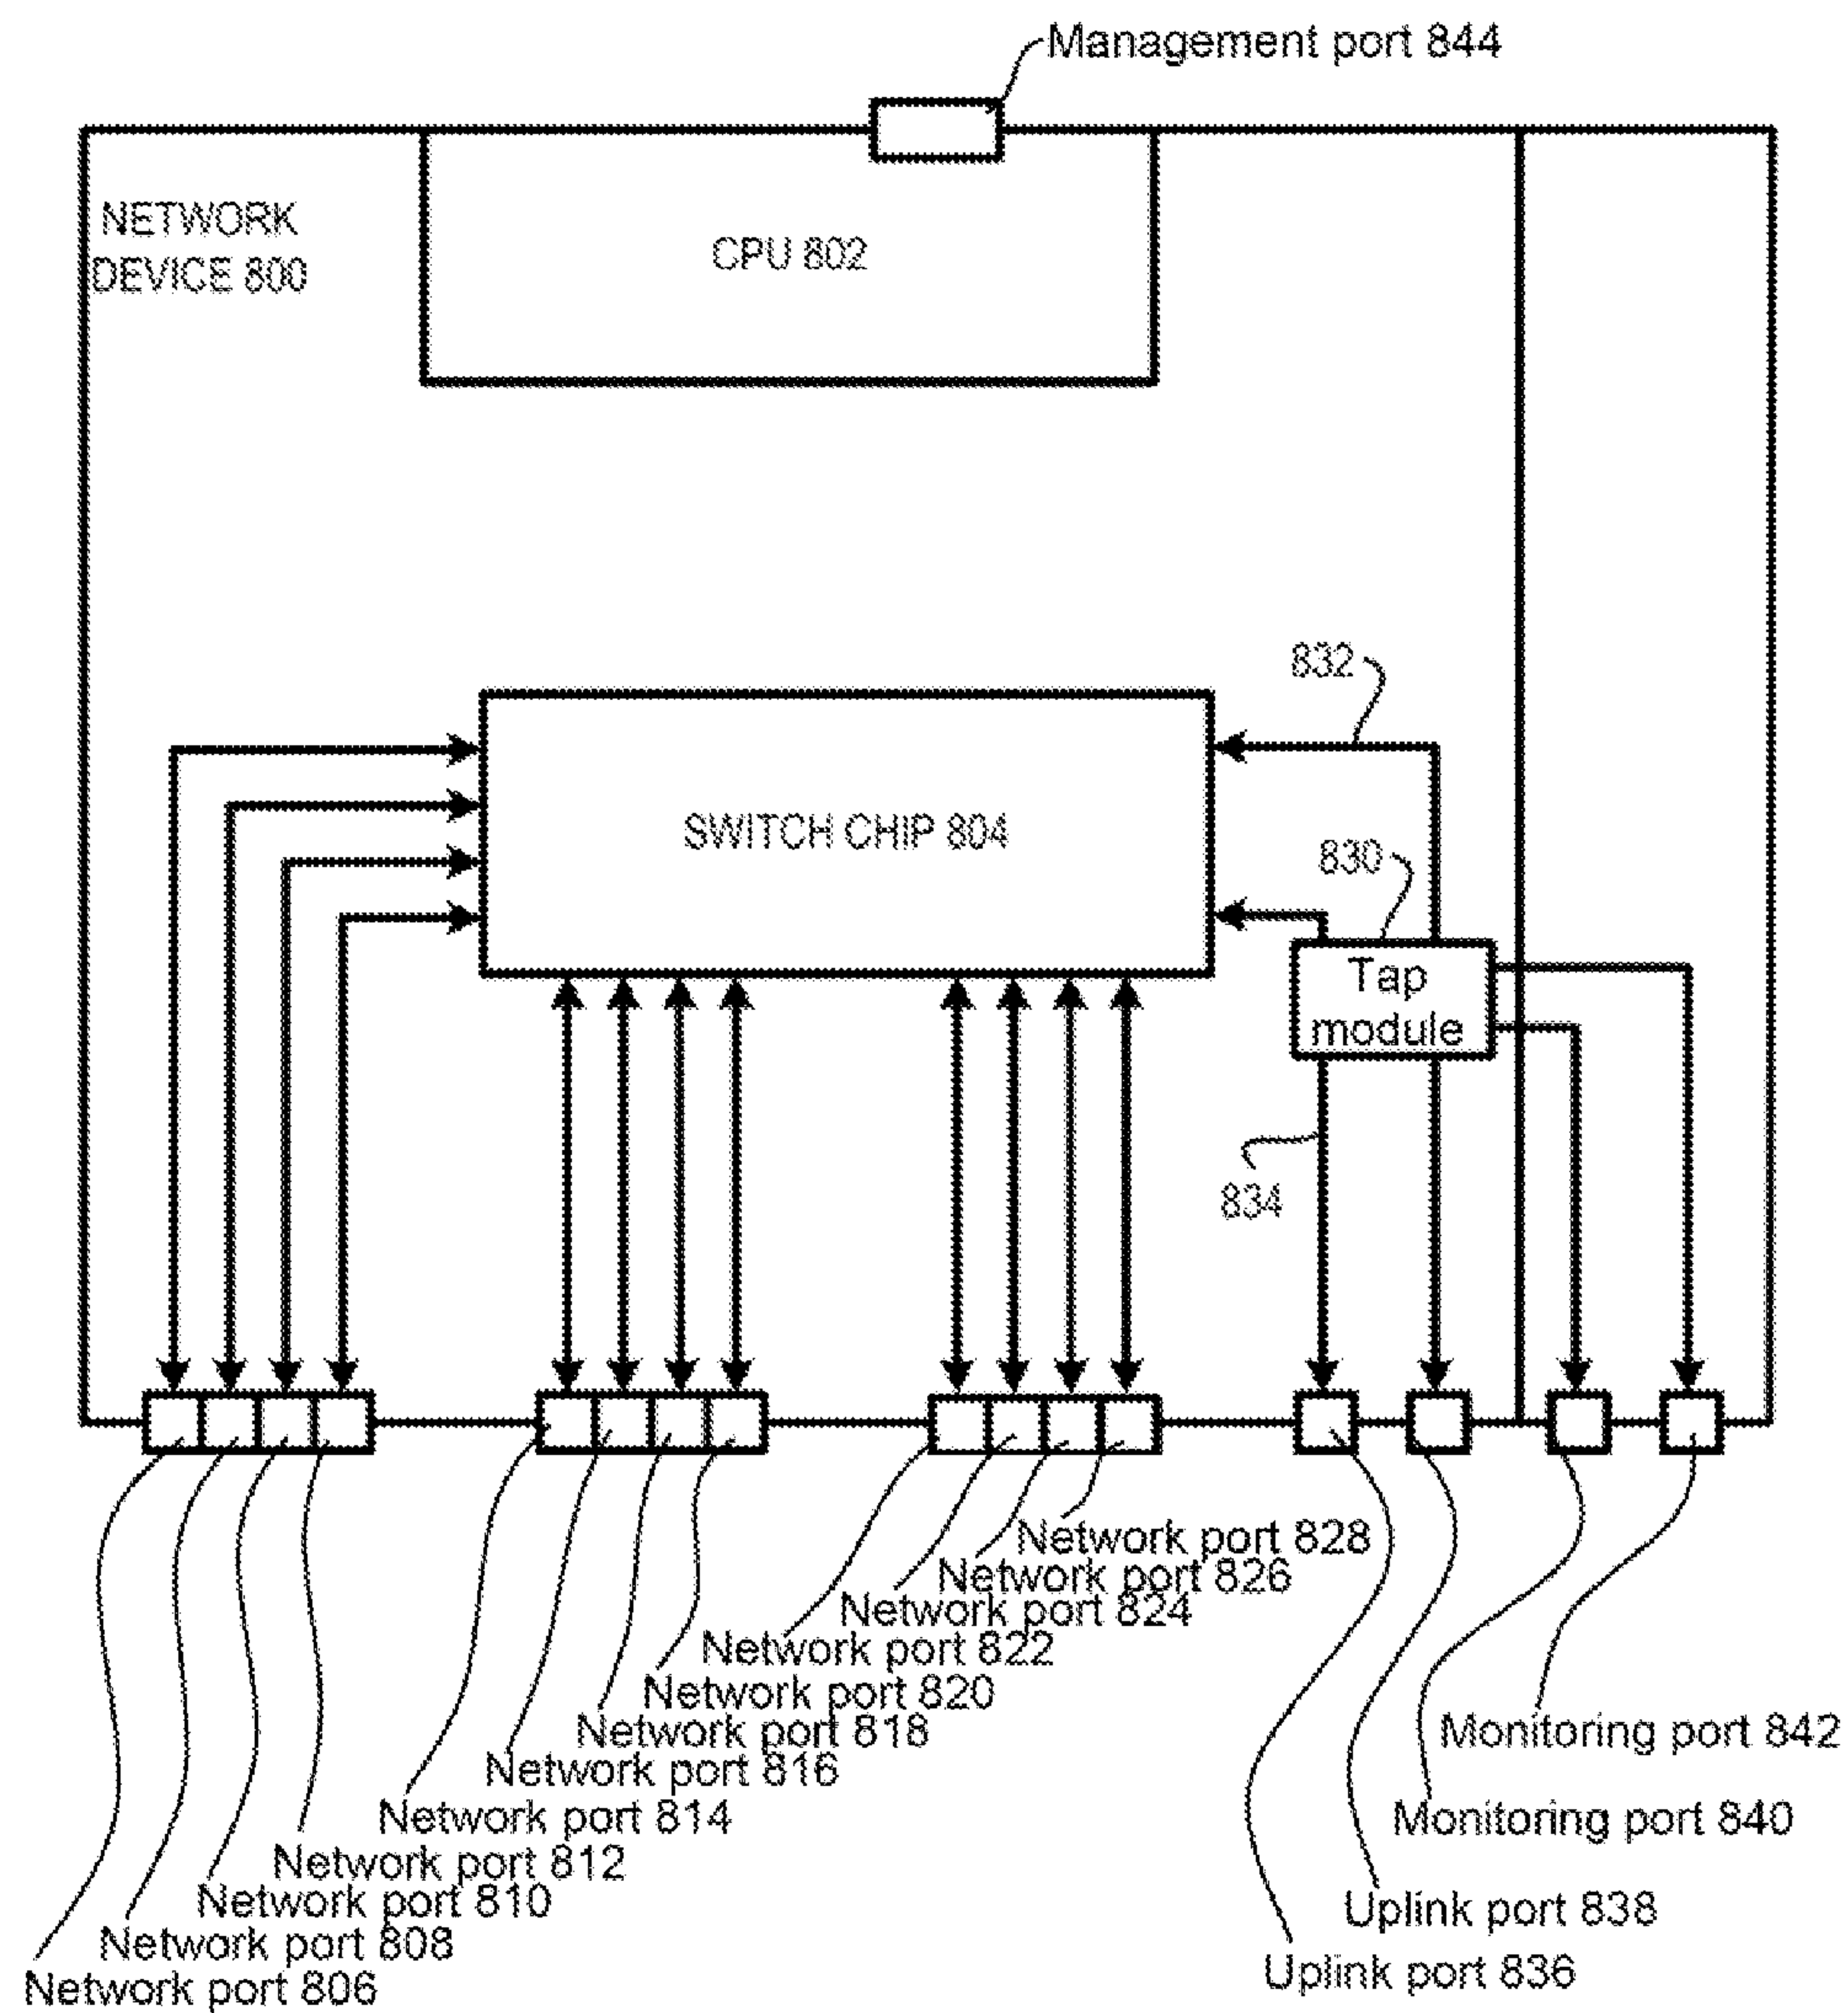 Management port 844
NETWORK
DEVICE 800
CPU 802
832
SWITCH CHIP 804
830
Tap
module
834
Network port 828
Network port 826
Network port 824
Network port 822
Network port 820
Network port 818
Network port 816
Network port 814
Network port 812
Network port 810
Network port 808
Network port 806
Monitoring port 842
Monitoring port 840
Uplink port 838
Uplink port 836